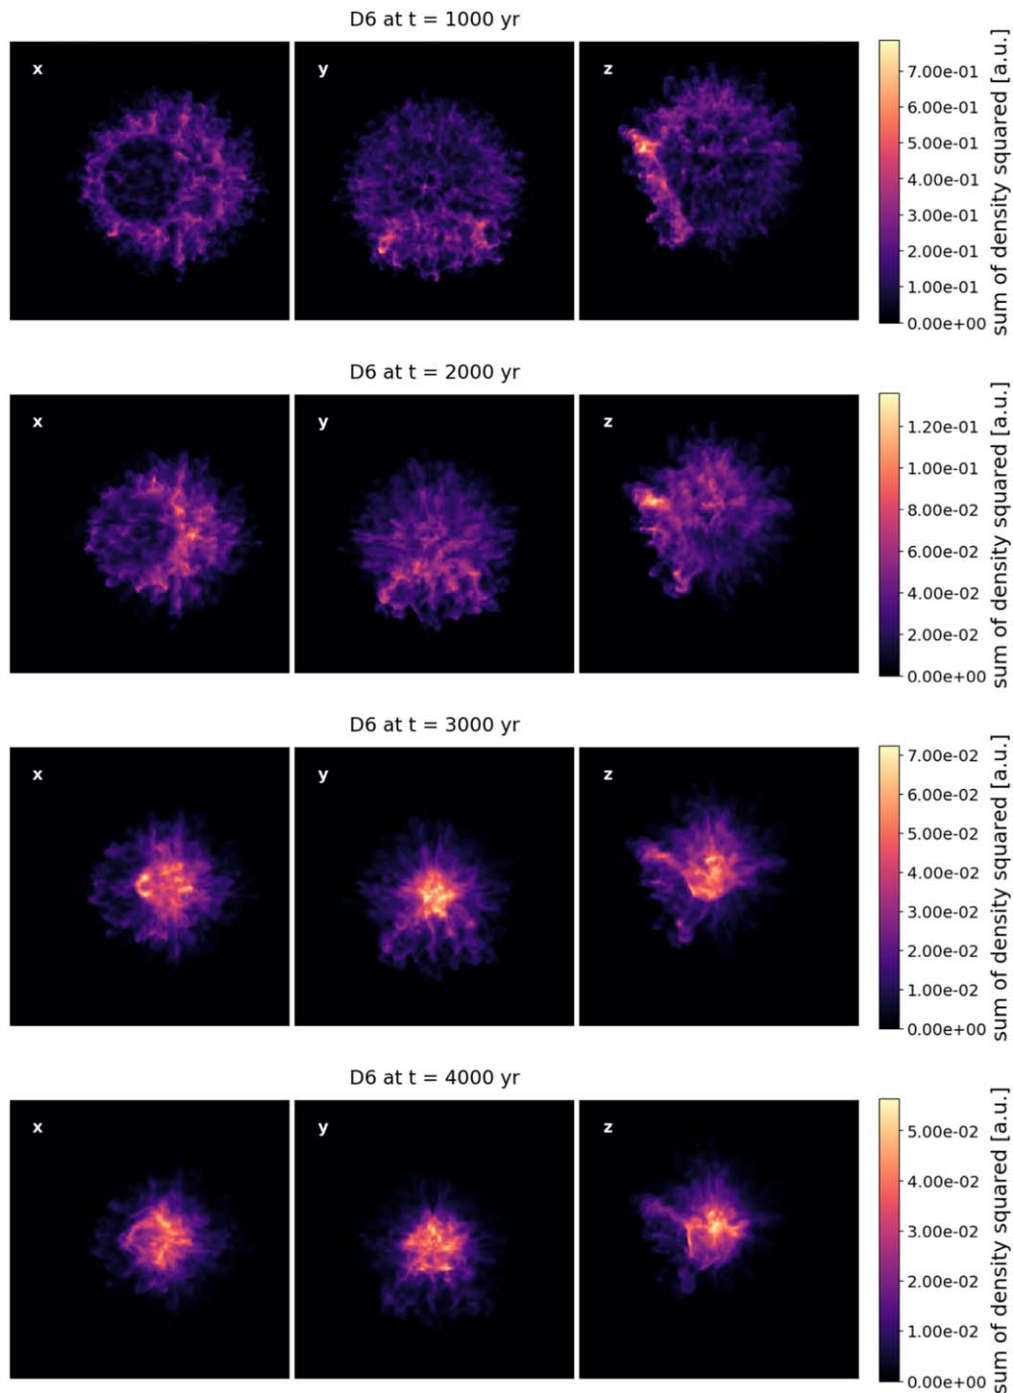 D6 at t = 1000 yr
x
y
z
7.00e-01
6.00e-01
5.00e-01
4.00e-01
3.00e-01
2.00e-01
1.00e-01
0.00e+00
sum of density squared [a.u.]
D6 at t = 2000 yr
x
y
z
1.20e-01
1.00e-01
8.00e-02
6.00e-02
4.00e-02
2.00e-02
0.00e+00
sum of density squared [a.u.]
D6 at t = 3000 yr
x
y
z
7.00e-02
6.00e-02
5.00e-02
4.00e-02
3.00e-02
2.00e-02
1.00e-02
0.00e+00
sum of density squared [a.u.]
D6 at t = 4000 yr
x
y
z
5.00e-02
4.00e-02
3.00e-02
2.00e-02
1.00e-02
0.00e+00
sum of density squared [a.u.]